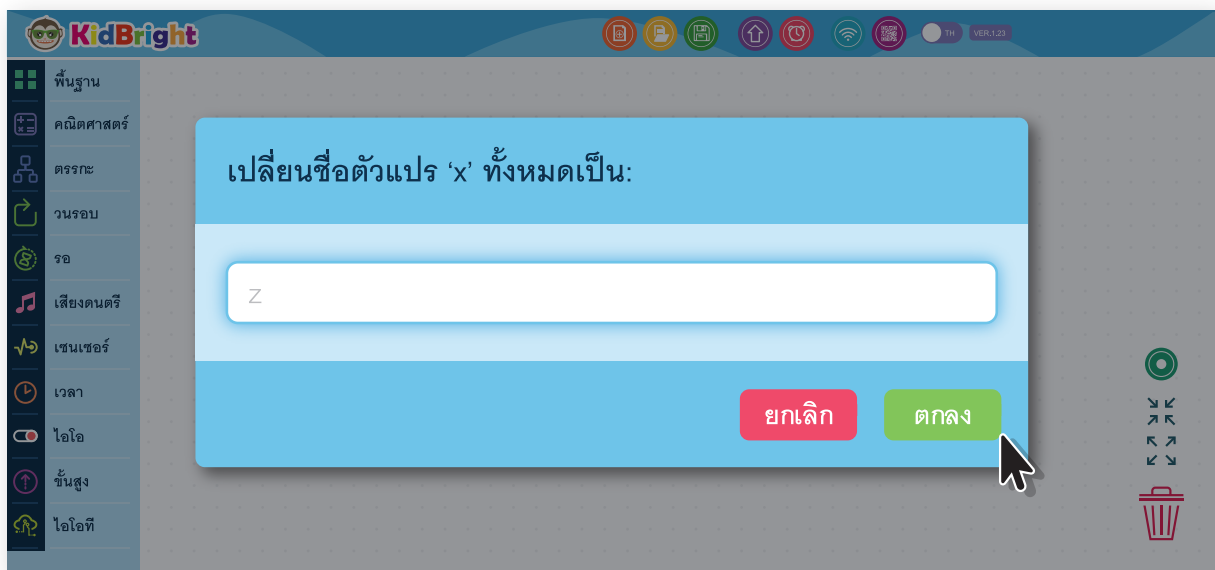 KidBright
TH
VER.1.23
พื้นฐาน
คณิตศาสตร์
ตรรกะ
วนรอบ
รอ
เสียงดนตรี
เซนเซอร์
เวลา
ไอโอ
ขั้นสูง
ไอโอที
เปลี่ยนชื่อตัวแปร ‘x’ ทั้งหมดเป็น:
z
ยกเลิก
ตกลง